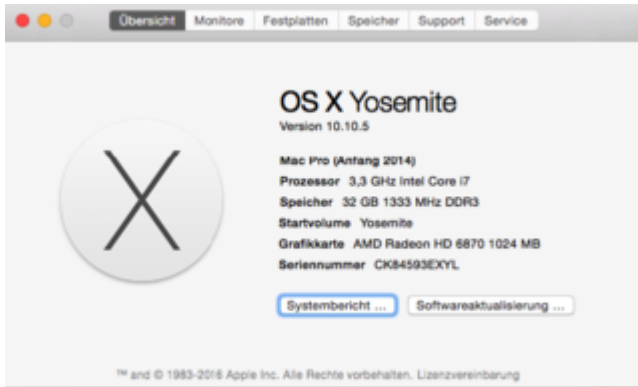 Übersicht Monitore Festplatten Speicher Support Service
OS X Yosemite
Version 10.10.5
Mac Pro (Anfang 2014)
Prozessor 3,3 GHz Intel Core i7
Speicher 32 GB 1333 MHz DDR3
Startvolume Yosemite
Grafikkarte AMD Radeon HD 6870 1024 MB
Seriennummer CK84593EXYL
Systembericht ...
Softwareaktualisierung ...
™ and © 1983-2016 Apple Inc. Alle Rechte vorbehalten. Lizenzvereinbarung